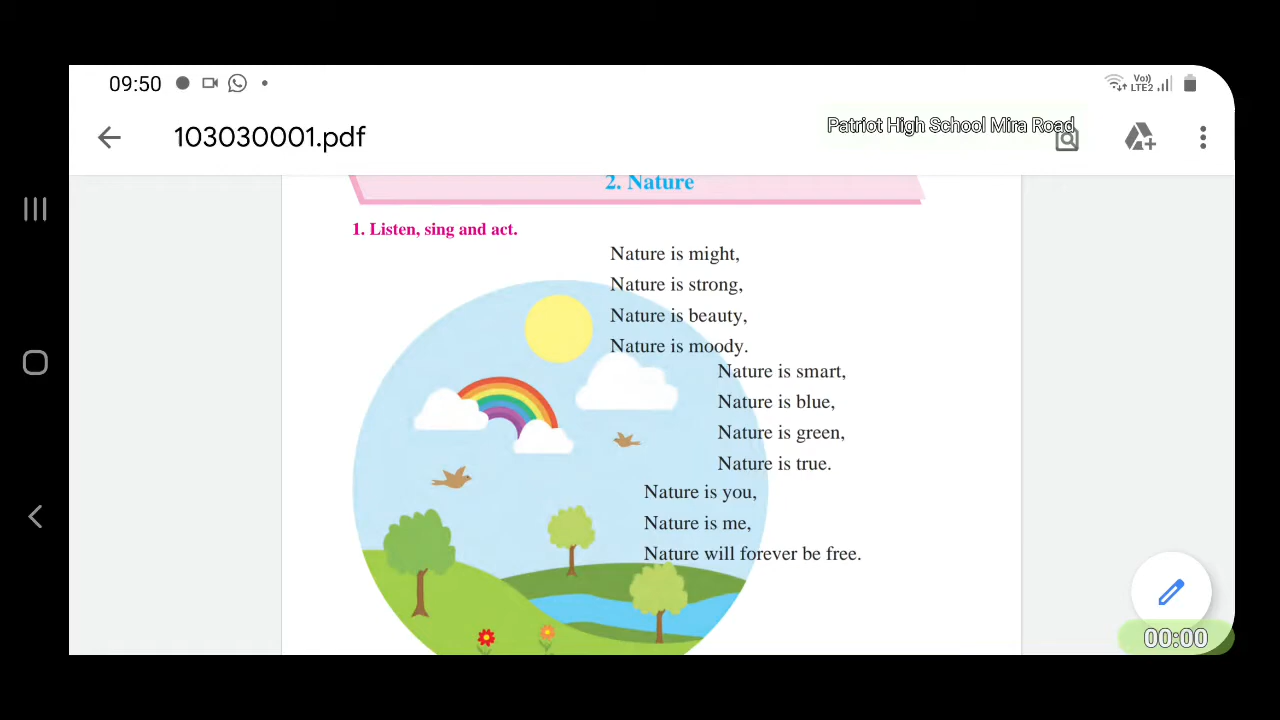 09:50
Vo))
LTE2
103030001.pdf
Patriot High School Mira Road
2. Nature
1. Listen, sing and act.
Nature is might,
Nature is strong,
Nature is beauty,
Nature is moody.
Nature is smart,
Nature is blue,
Nature is green,
Nature is true.
Nature is you,
Nature is me,
Nature will forever be free.
00:00